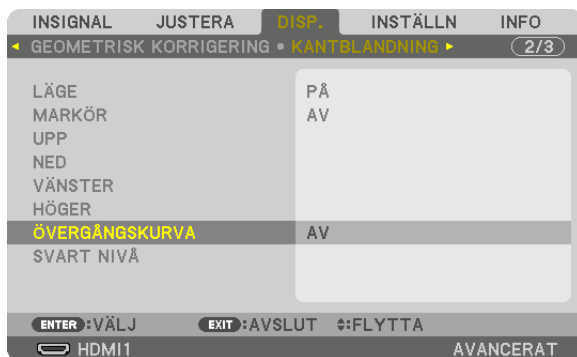 INSIGNAL JUSTERA DISP. INSTÄLLN INFO
◂ GEOMETRISK KORRIGERING • KANTBLANDNING ▸ 2/3
LÄGE PÅ
MARKÖR AV
UPP
NED
VÄNSTER
HÖGER
ÖVERGÅNGSKURVA AV
SVART NIVÅ
ENTER :VÄLJ EXIT :AVSLUT ♦:FLYTTA
HDMI1 AVANCERAT